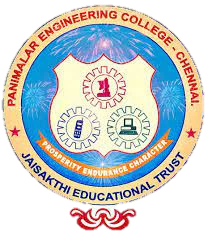 PANIMALAR ENGINEERING COLLEGE - CHENNAI.
PROSPERITY ENDURANCE CHARACTER
JAISAKTHI EDUCATIONAL TRUST